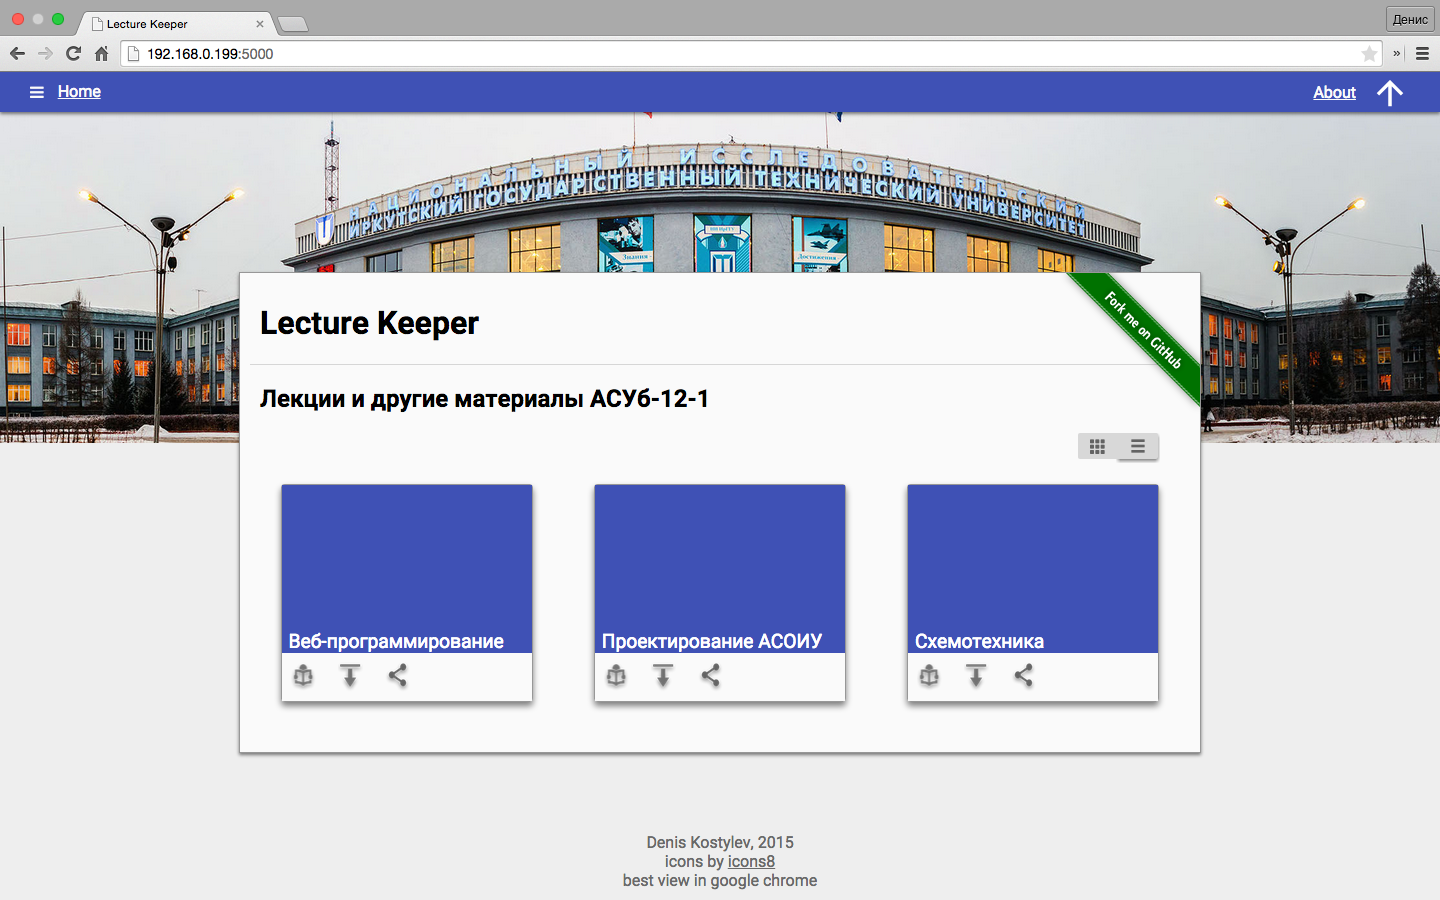 Lecture Keeper
Денис
192.168.0.199:5000
»
Home
About
НАЦИОНАЛЬНЫЙ ИССЛЕДОВАТЕЛЬСКИЙ
ИРКУТСКИЙ ГОСУДАРСТВЕННЫЙ ТЕХНИЧЕСКИЙ УНИВЕРСИТЕТ
Знания
Достижения
Lecture Keeper
Fork me on GitHub
Лекции и другие материалы АСУб-12-1
Веб-программирование
Проектирование АСОИУ
Схемотехника
Denis Kostylev, 2015
icons by icons8
best view in google chrome